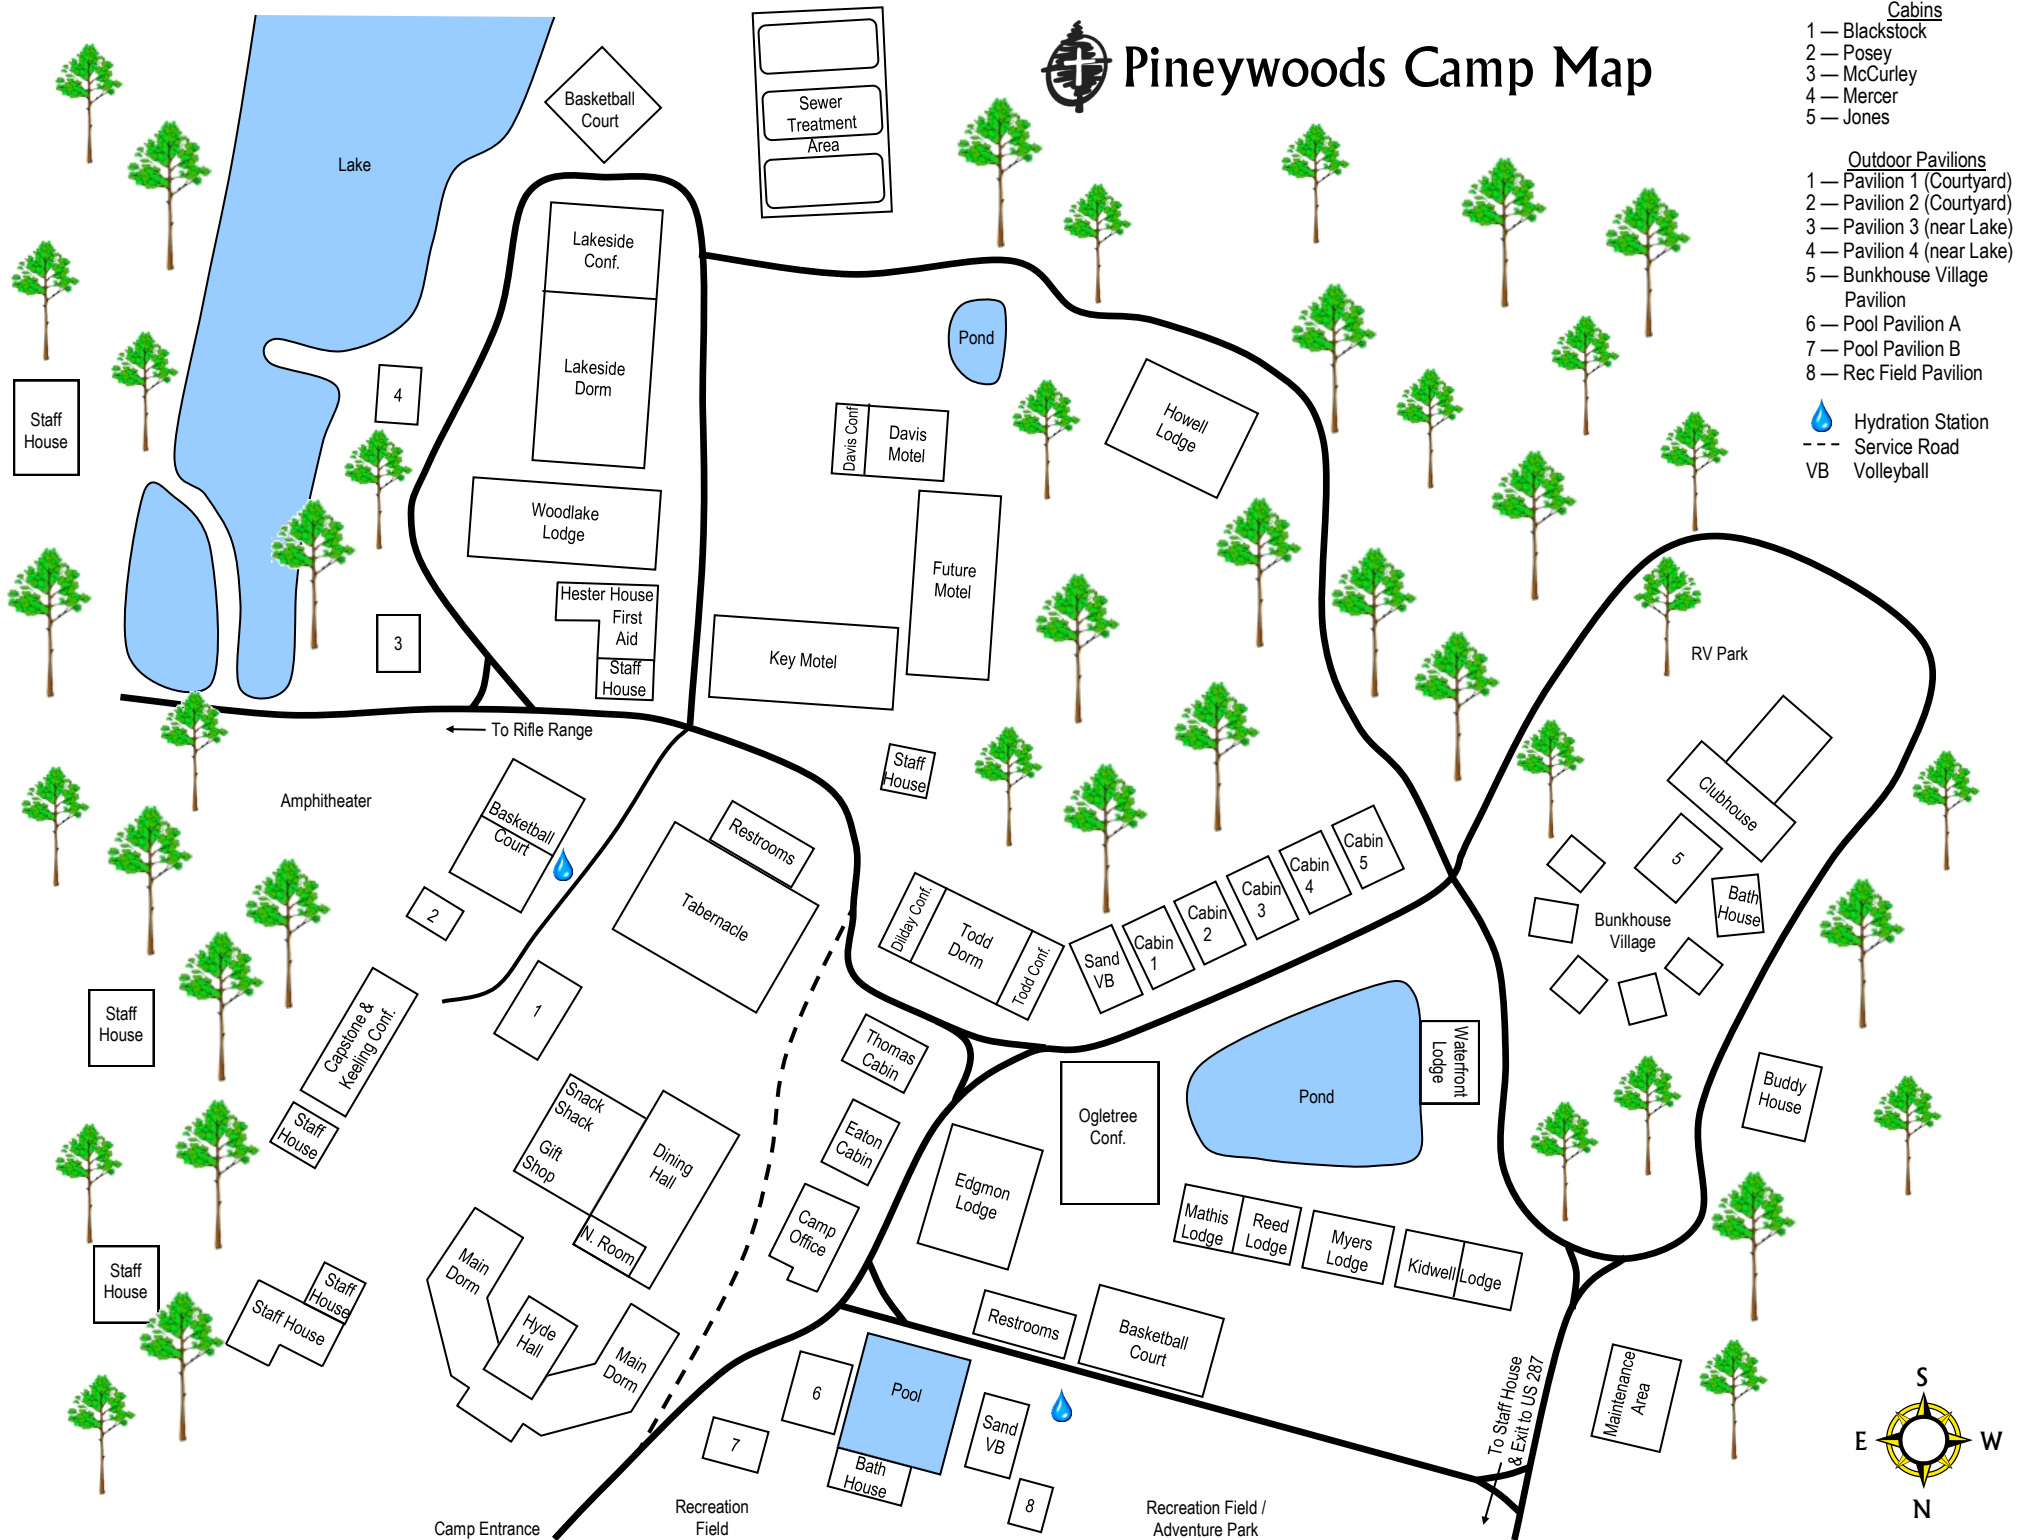 Pineywoods Camp Map
Cabins
1 — Blackstock
2 — Posey
3 — McCurley
4 — Mercer
5 — Jones
Outdoor Pavilions
1 — Pavilion 1 (Courtyard)
2 — Pavilion 2 (Courtyard)
3 — Pavilion 3 (near Lake)
4 — Pavilion 4 (near Lake)
5 — Bunkhouse Village
Pavilion
6 — Pool Pavilion A
7 — Pool Pavilion B
8 — Rec Field Pavilion
Hydration Station
Service Road
VB Volleyball
Basketball
Court
Sewer
Treatment
Area
Lake
Lakeside
Conf.
Lakeside
Dorm
Pond
4
Staff
House
Davis Conf
Davis
Motel
Howell
Lodge
Woodlake
Lodge
Future
Motel
Hester House
First
Aid
Staff
House
3
Key Motel
RV Park
To Rifle Range
Staff
House
Amphitheater
Basketball
Court
Restrooms
Tabernacle
2
Clubhouse
5
Bath
House
Bunkhouse
Village
Dilday Conf.
Todd
Dorm
Todd Conf.
Sand
VB
Cabin
1
Cabin
2
Cabin
3
Cabin
4
Cabin
5
Staff
House
Capstone &
Keeling Conf.
1
Thomas
Cabin
Waterfront
Lodge
Pond
Buddy
House
Staff
House
Snack
Shack
Gift
Shop
Dining
Hall
N. Room
Eaton
Cabin
Ogletree
Conf.
Edgmon
Lodge
Camp
Office
Mathis
Lodge
Reed
Lodge
Myers
Lodge
Kidwell Lodge
Staff
House
Staff
House
Staff House
Main
Dorm
Hyde
Hall
Main
Dorm
Restrooms
Basketball
Court
Pool
6
7
Bath
House
Sand
VB
8
To Staff House
& Exit to US 287
Maintenance
Area
S
E
W
N
Recreation
Field
Recreation Field /
Adventure Park
Camp Entrance